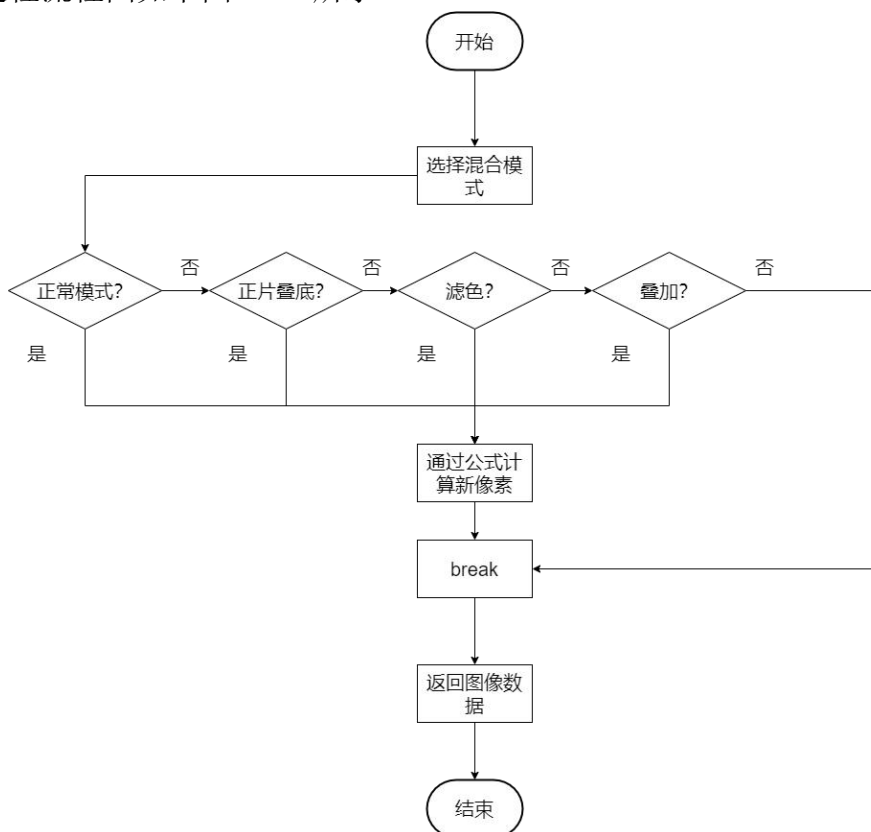 开始
选择混合模
式
正常模式?
否
正片叠底?
否
滤色?
否
叠加?
否
是
是
是
是
通过公式计
算新像素
break
返回图像数
据
结束